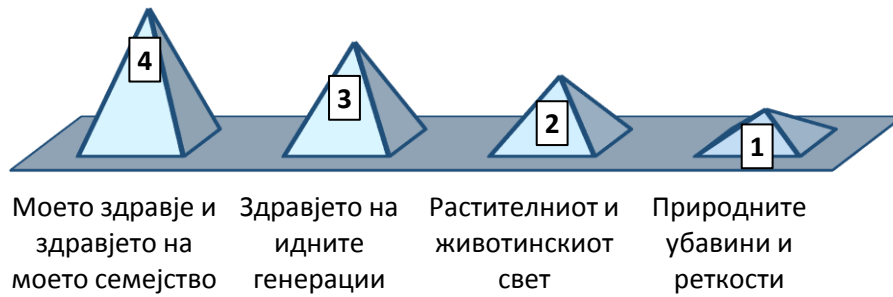 4
3
2
1
Моето здравје и
здравјето на
моето семејство
Здравјето на
идните
генерации
Растителниот и
животинскиот
свет
Природните
убавини и
реткости